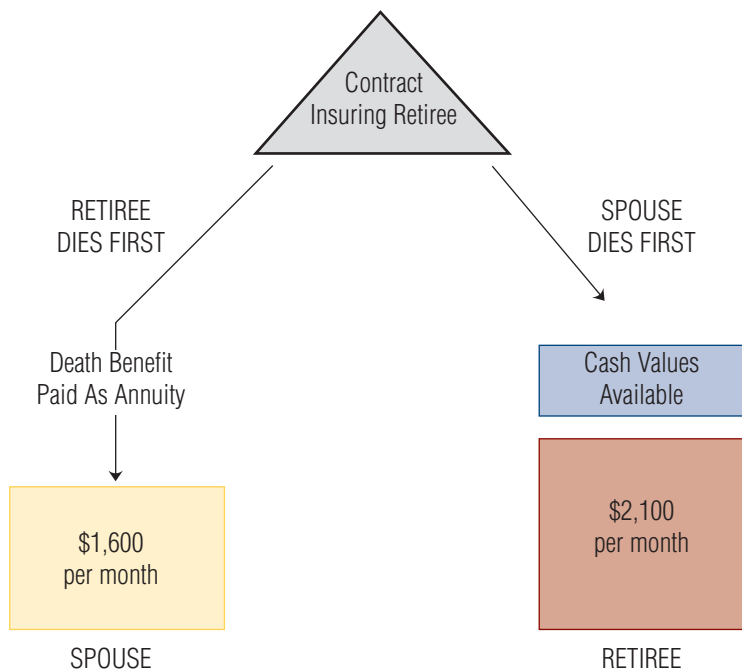 Contract
Insuring Retiree
RETIREE
DIES FIRST
SPOUSE
DIES FIRST
Death Benefit
Paid As Annuity
Cash Values
Available
$1,600
per month
$2,100
per month
SPOUSE
RETIREE